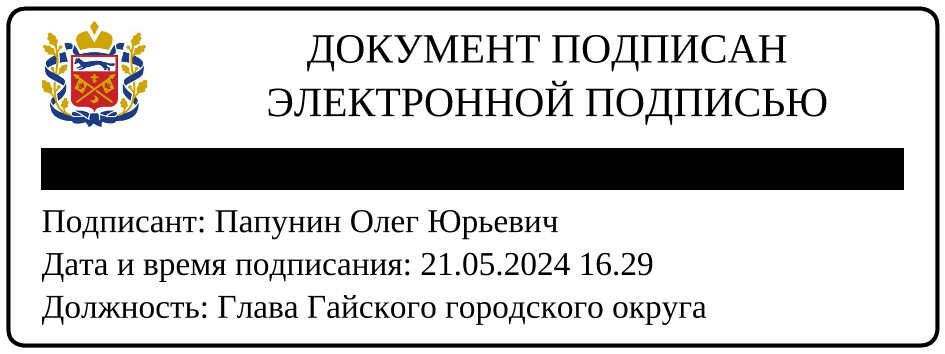 ДОКУМЕНТ ПОДПИСАН
ЭЛЕКТРОННОЙ ПОДПИСЬЮ
Подписант: Папунин Олег Юрьевич
Дата и время подписания: 21.05.2024 16.29
Должность: Глава Гайского городского округа